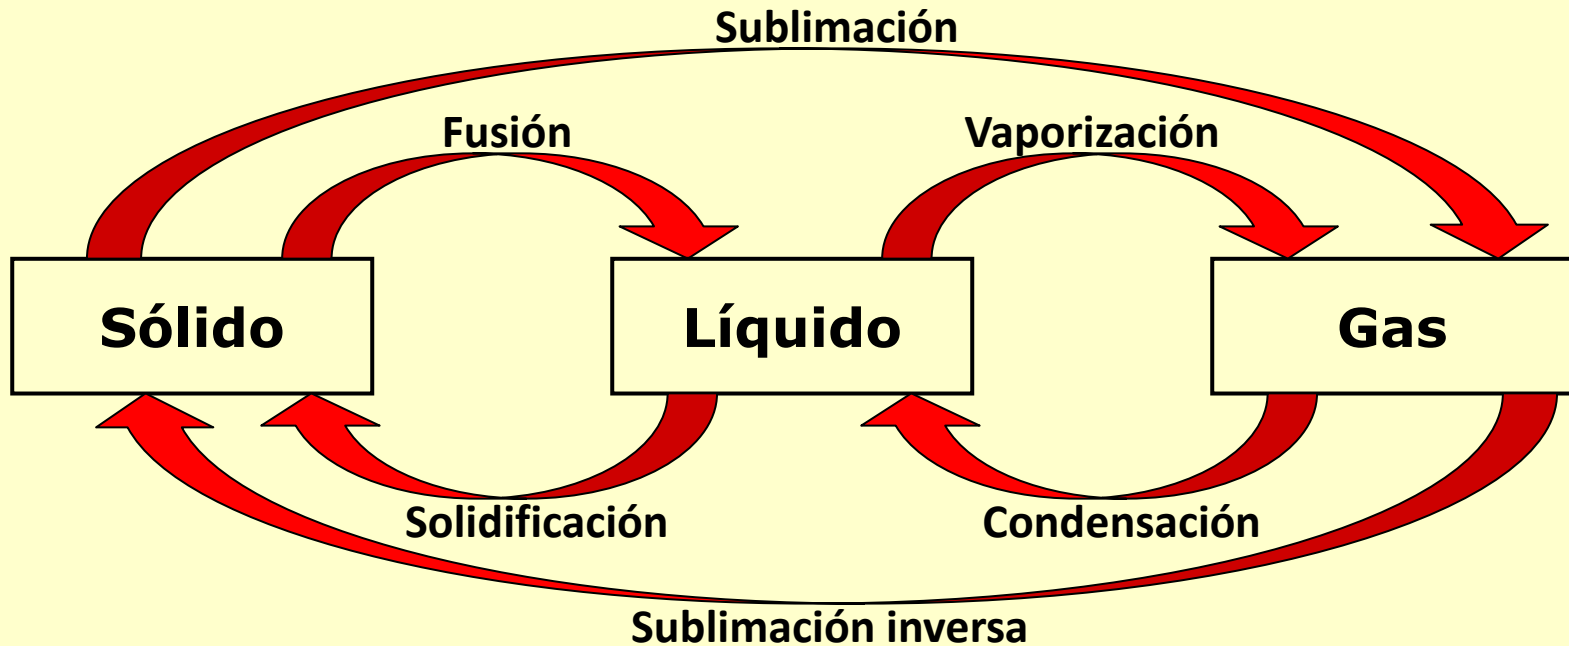 Sublimación
Fusión
Vaporización
Sólido
Líquido
Gas
Solidificación
Condensación
Sublimación inversa